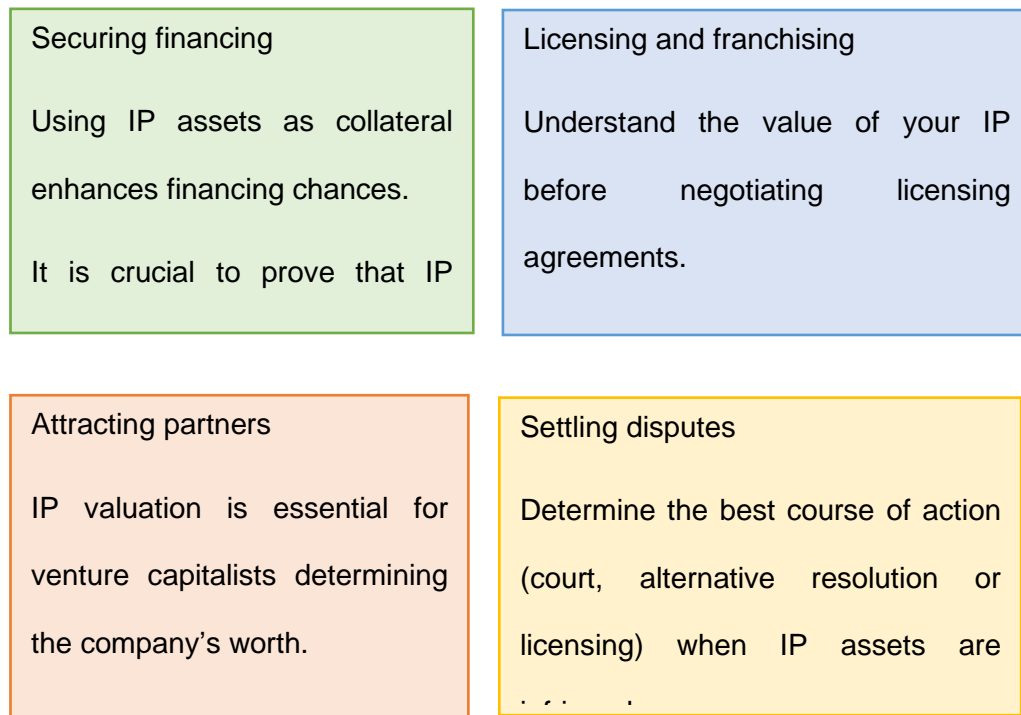 Securing financing
Using IP assets as collateral
enhances financing chances.
It is crucial to prove that IP
Licensing and franchising
Understand the value of your IP
before negotiating licensing
agreements.
Attracting partners
IP valuation is essential for
venture capitalists determining
the company’s worth.
Settling disputes
Determine the best course of action
(court, alternative resolution or
licensing) when IP assets are